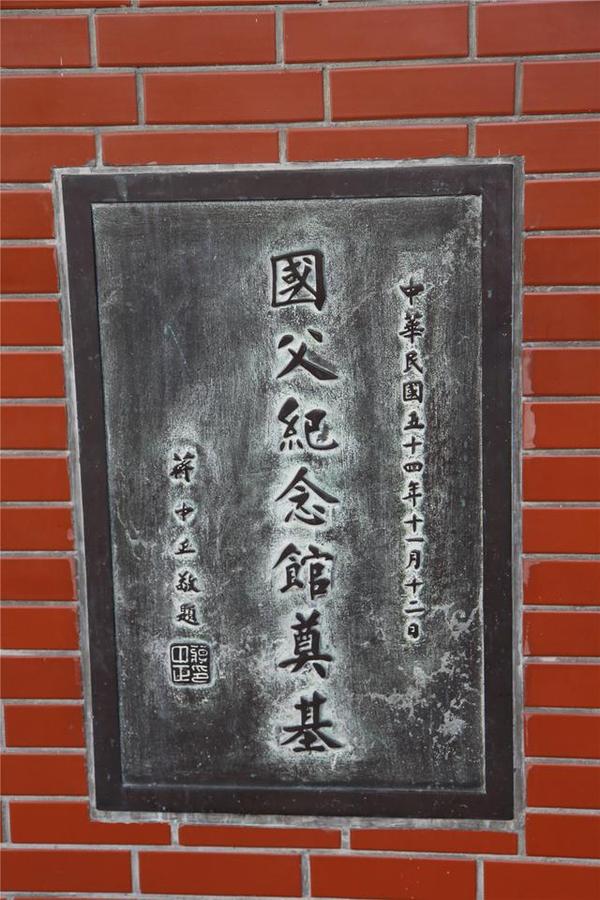 中華民國五十四年十一月十二日
國父紀念館奠基
蔣中正敬題